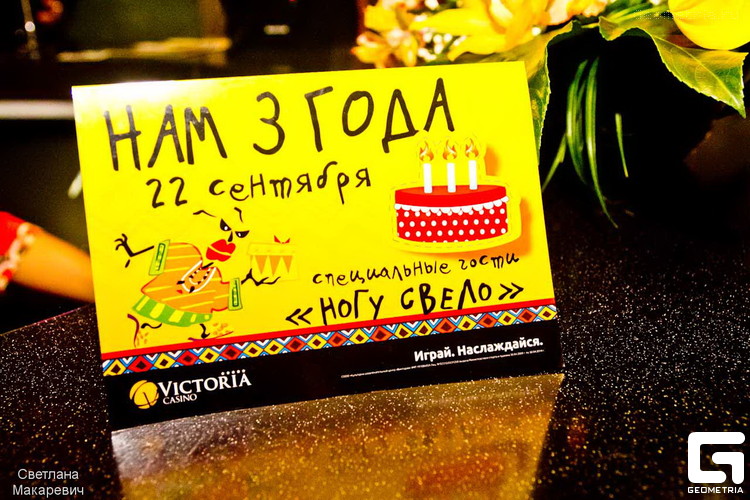 НАМ 3 ГОДА
22 сентября
специальные гости
«НОГУ СВЕЛО»
Играй. Наслаждайся.
VICTORIA
CASINO
Светлана
Макаревич
GEOMETRIA